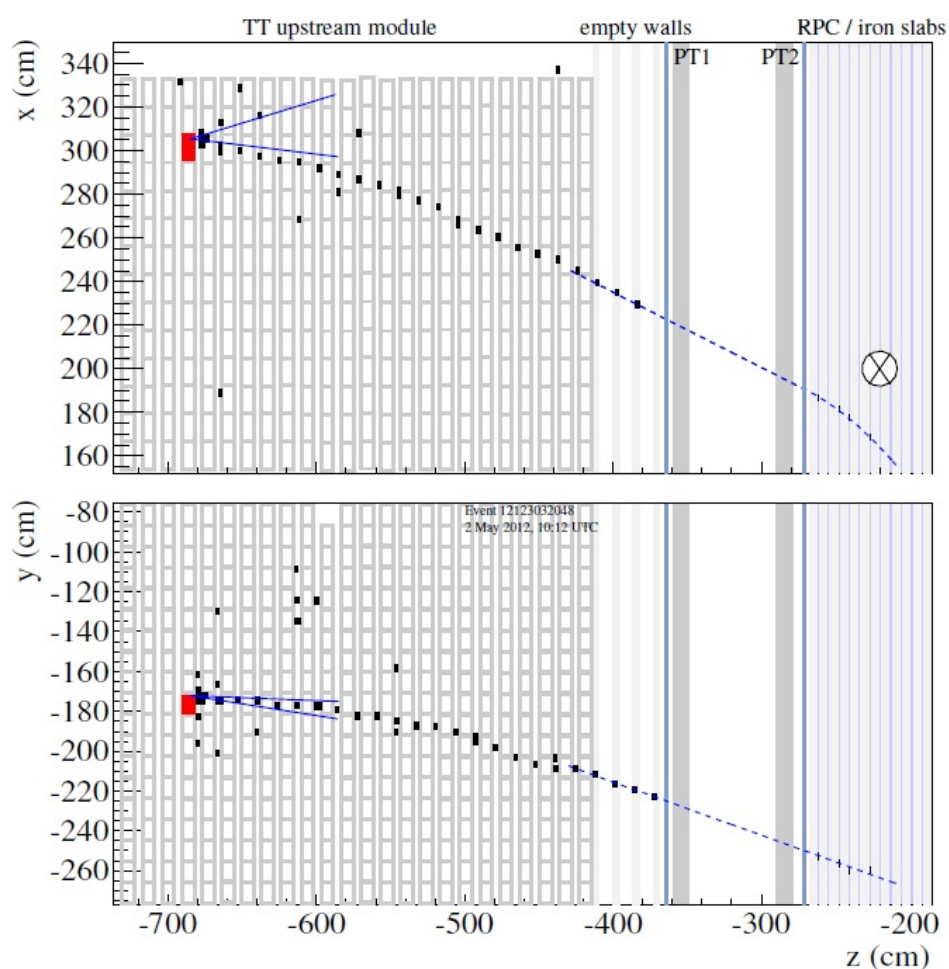 TT upstream module empty walls RPC / iron slabs
PT1 PT2
x (cm)
340
320
300
280
260
240
220
200
180
160
Event 12123032048
2 May 2012, 10:12 UTC
y (cm)
-80
-100
-120
-140
-160
-180
-200
-220
-240
-260
-700 -600 -500 -400 -300 -200
z (cm)